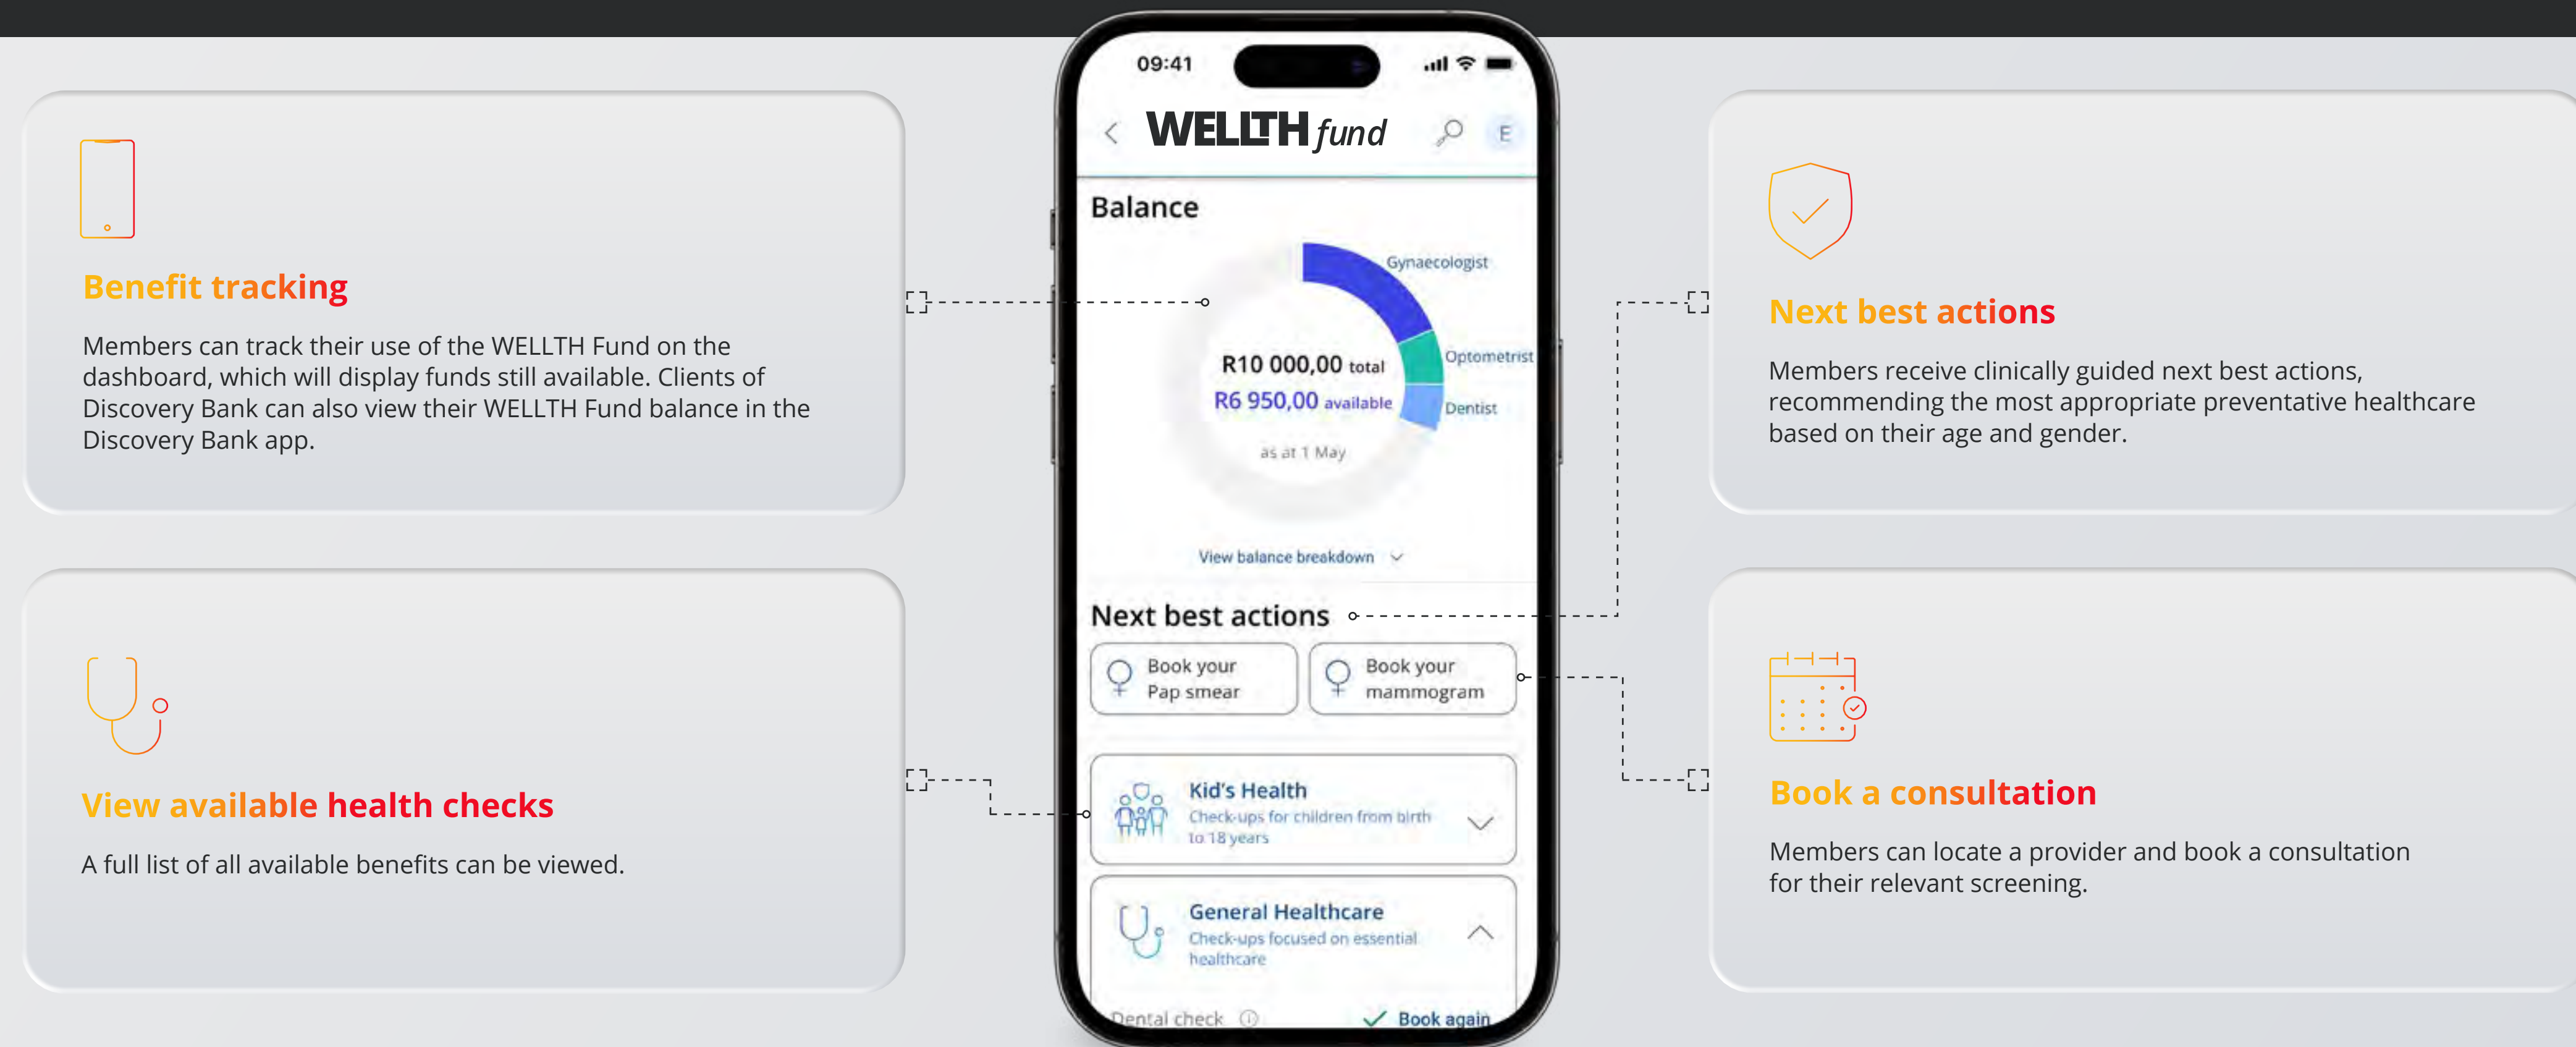 Benefit tracking
Members can track their use of the WELLTH Fund on the
dashboard, which will display funds still available. Clients of
Discovery Bank can also view their WELLTH Fund balance in the
Discovery Bank app.
View available health checks
A full list of all available benefits can be viewed.
09:41
WELLTH fund
E
Balance
Gynaecologist
Optometrist
Dentist
R10 000,00 total
R6 950,00 available
as at 1 May
View balance breakdown
Next best actions
Book your
Pap smear
Book your
mammogram
Kid's Health
Check-ups for children from birth
to 18 years
General Healthcare
Check-ups focused on essential
healthcare
Dental check
Book again
Next best actions
Members receive clinically guided next best actions,
recommending the most appropriate preventative healthcare
based on their age and gender.
Book a consultation
Members can locate a provider and book a consultation
for their relevant screening.